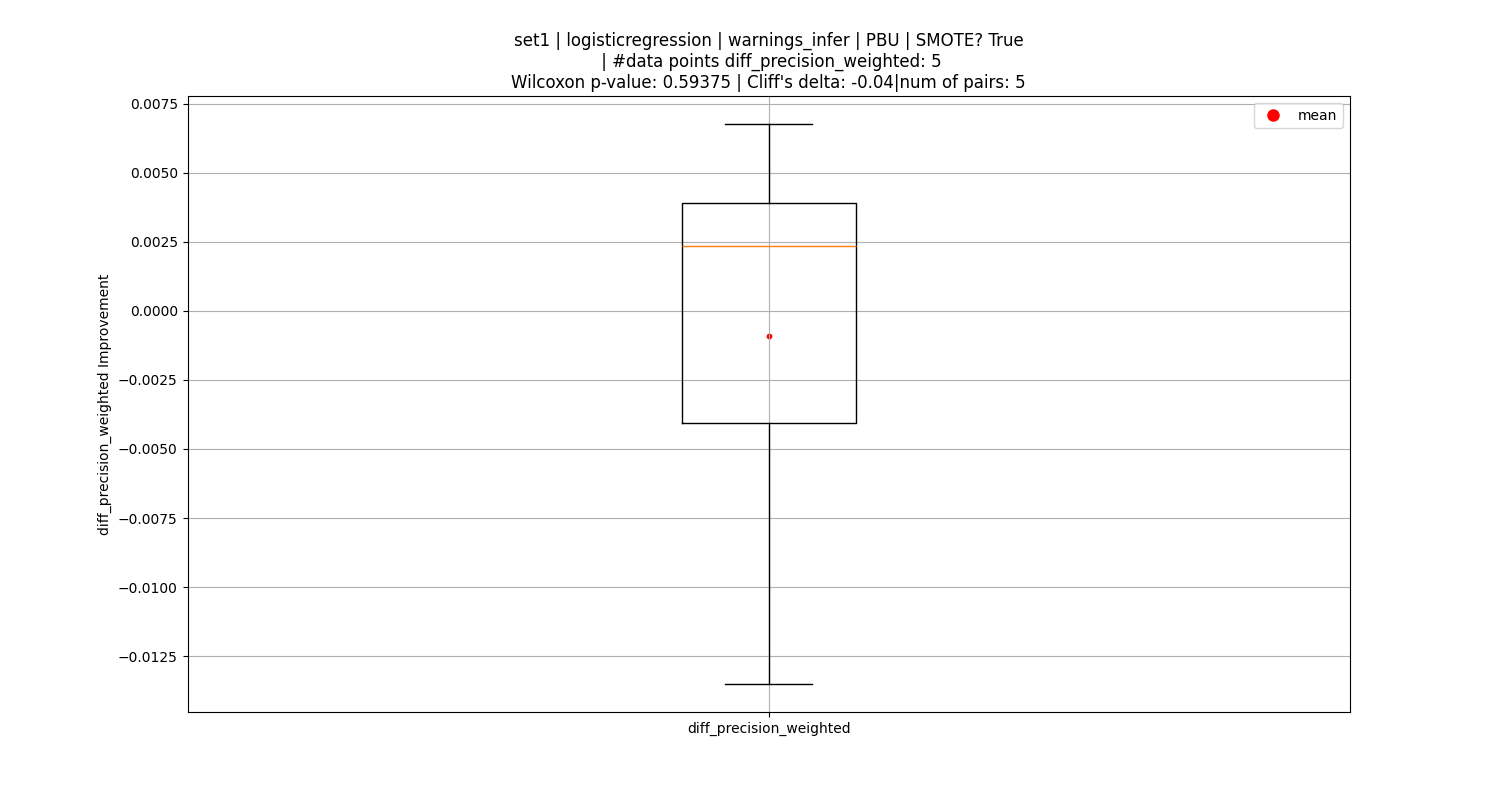 set1 | logisticregression | warnings_infer | PBU | SMOTE? True
| #data points diff_precision_weighted: 5
Wilcoxon p-value: 0.59375 | Cliff's delta: -0.04|num of pairs: 5
mean
0.0075
0.0050
0.0025
0.0000
−0.0025
−0.0050
−0.0075
−0.0100
−0.0125
diff_precision_weighted Improvement
diff_precision_weighted